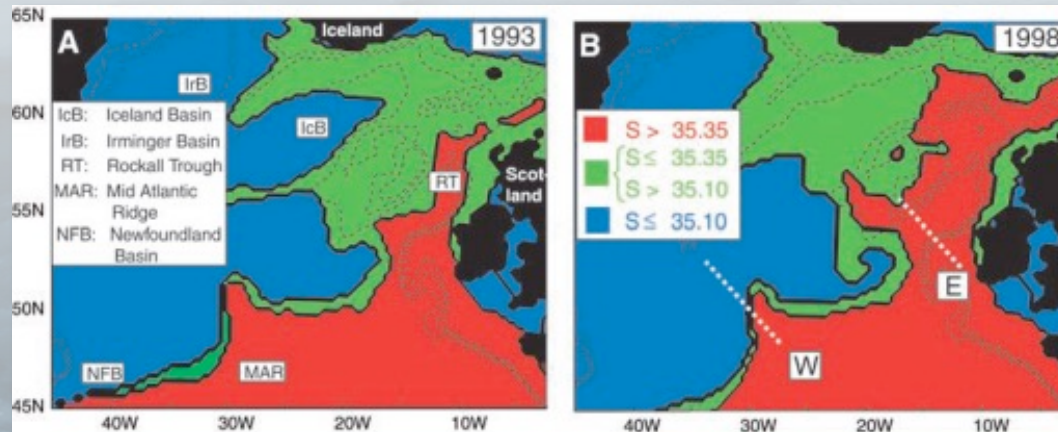 65N
60N
55N
50N
45N
A
Iceland
1993
IrB
IcB: Iceland Basin
IrB: Irminger Basin
RT: Rockall Trough
MAR: Mid Atlantic
Ridge
NFB: Newfoundland
Basin
IcB
RT
Scot-
land
NFB
MAR
40W 30W 20W 10W
B
1998
S > 35.35
S ≤ 35.35
S > 35.10
S ≤ 35.10
E
W
40W 30W 20W 10W